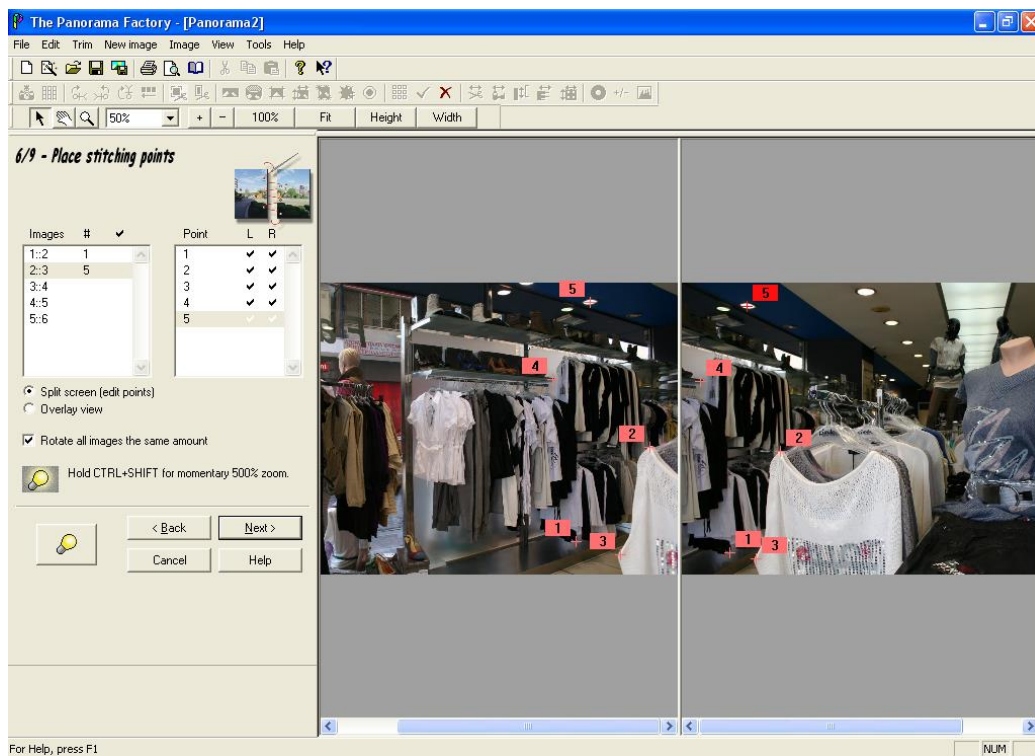 The Panorama Factory - [Panorama2]
File Edit Trim New image Image View Tools Help
+/-
50% + - 100% Fit Height Width
6/9 - Place stitching points
Images # ✔ Point L R
1::2 1
2::3 5
3::4
4::5
5::6
1 ✔ ✔
2 ✔ ✔
3 ✔ ✔
4 ✔ ✔
5 ✔ ✔
Split screen (edit points)
Overlay view
Rotate all images the same amount
Hold CTRL+SHIFT for momentary 500% zoom.
< Back Next >
Cancel Help
5
4
2
1
3
5
4
2
1
3
For Help, press F1 NUM